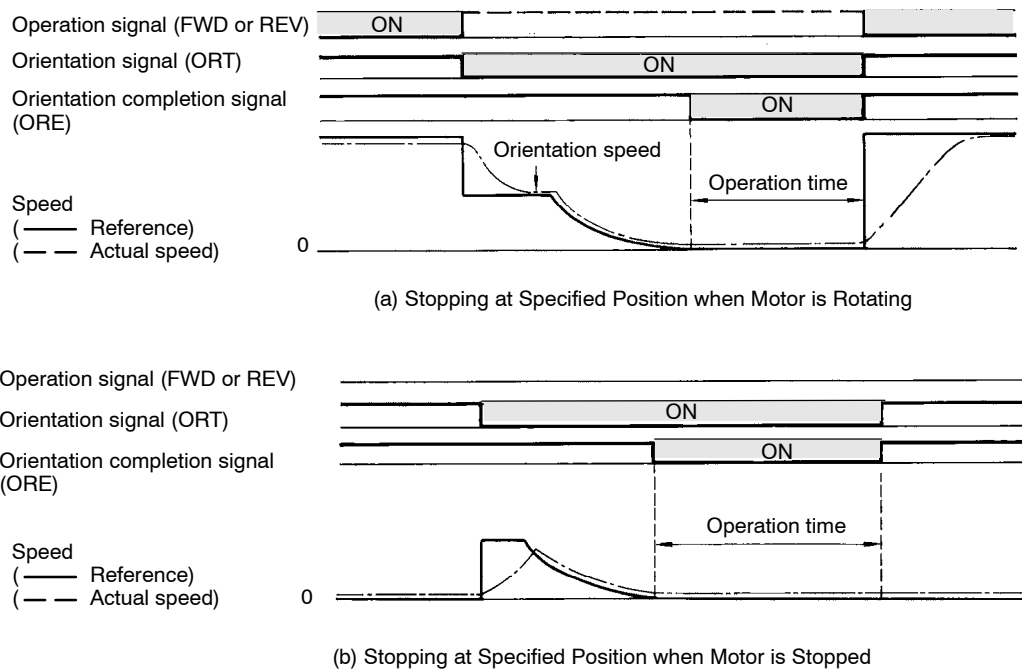 Operation signal (FWD or REV)
ON
Orientation signal (ORT)
ON
Orientation completion signal
(ORE)
ON
Orientation speed
Operation time
Speed
( Reference)
( Actual speed)
0
(a) Stopping at Specified Position when Motor is Rotating
Operation signal (FWD or REV)
Orientation signal (ORT)
ON
Orientation completion signal
(ORE)
ON
Operation time
Speed
( Reference)
( Actual speed)
0
(b) Stopping at Specified Position when Motor is Stopped